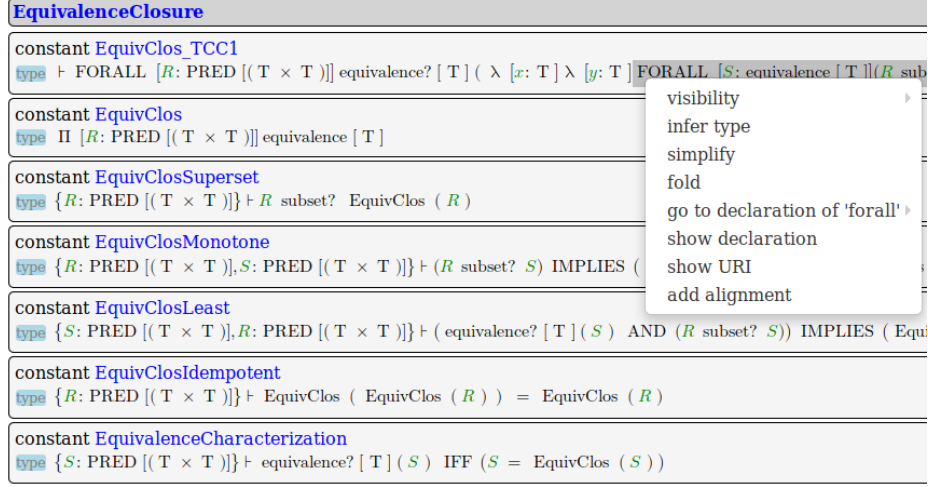 EquivalenceClosure
constant EquivClos_TCC1
type ⊢ FORALL [R: PRED [( T × T )]] equivalence? [ T ] ( λ [x: T ] λ [y: T ] FORALL [S: equivalence [ T ]](R sub
visibility
infer type
simplify
fold
go to declaration of 'forall'
show declaration
show URI
add alignment
constant EquivClos
type Π [R: PRED [( T × T )]] equivalence [ T ]
constant EquivClosSuperset
type {R: PRED [( T × T )]} ⊢ R subset? EquivClos ( R )
constant EquivClosMonotone
type {R: PRED [( T × T )],S: PRED [( T × T )]} ⊢ (R subset? S) IMPLIES (
constant EquivClosLeast
type {S: PRED [( T × T )],R: PRED [( T × T )]} ⊢ ( equivalence? [ T ] ( S ) AND (R subset? S)) IMPLIES ( Equi
constant EquivClosIdempotent
type {R: PRED [( T × T )]} ⊢ EquivClos ( EquivClos ( R ) ) = EquivClos ( R )
constant EquivalenceCharacterization
type {S: PRED [( T × T )]} ⊢ equivalence? [ T ] ( S ) IFF (S = EquivClos ( S ))